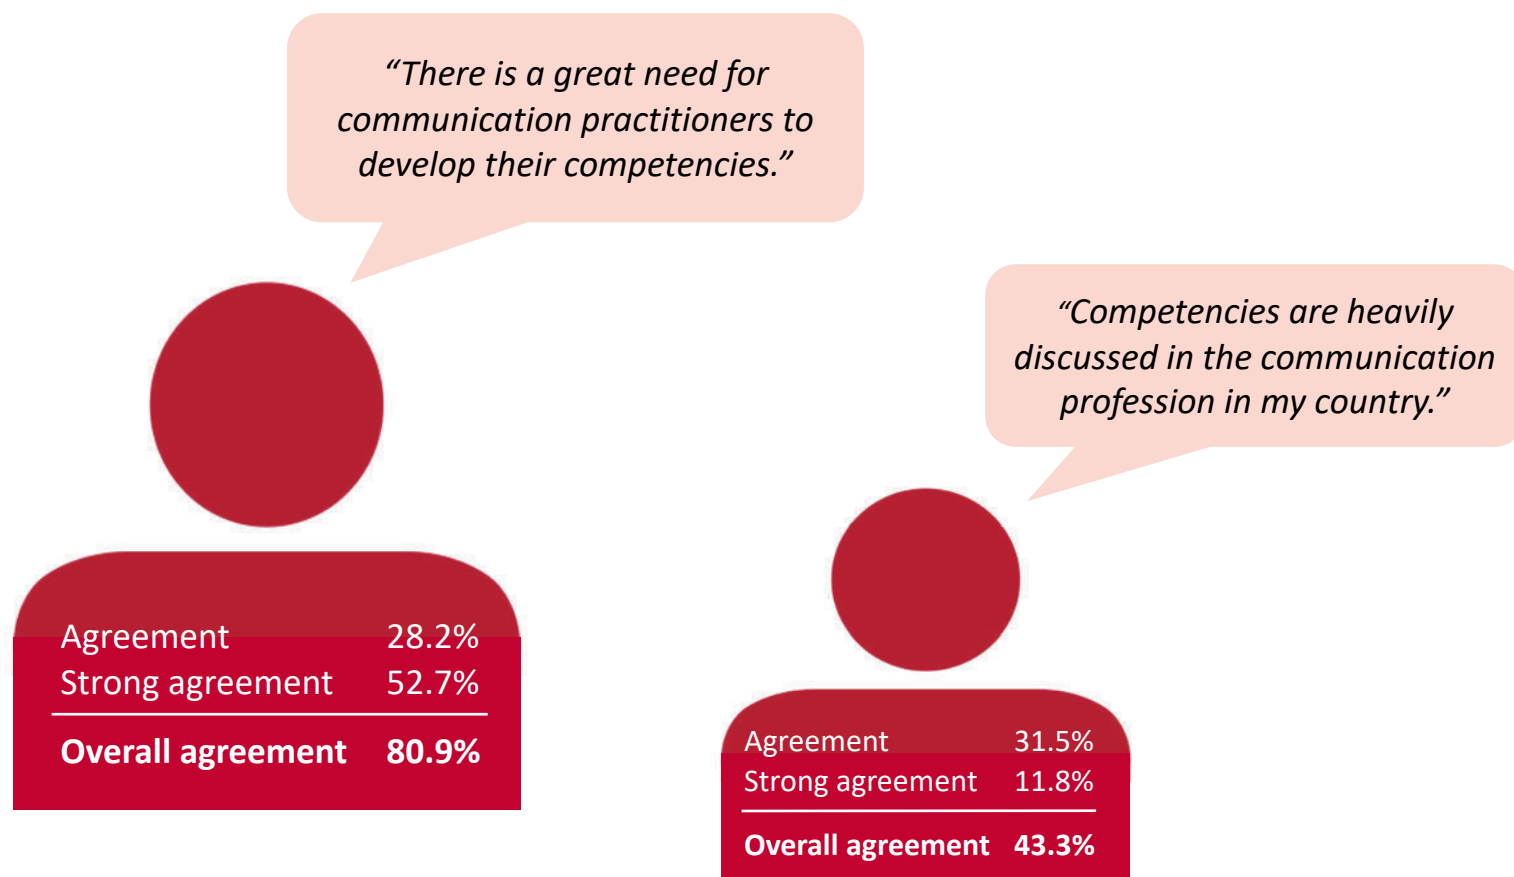 “There is a great need for
communication practitioners to
develop their competencies.”
Agreement 28.2%
Strong agreement 52.7%
Overall agreement 80.9%
“Competencies are heavily
discussed in the communication
profession in my country.”
Agreement 31.5%
Strong agreement 11.8%
Overall agreement 43.3%